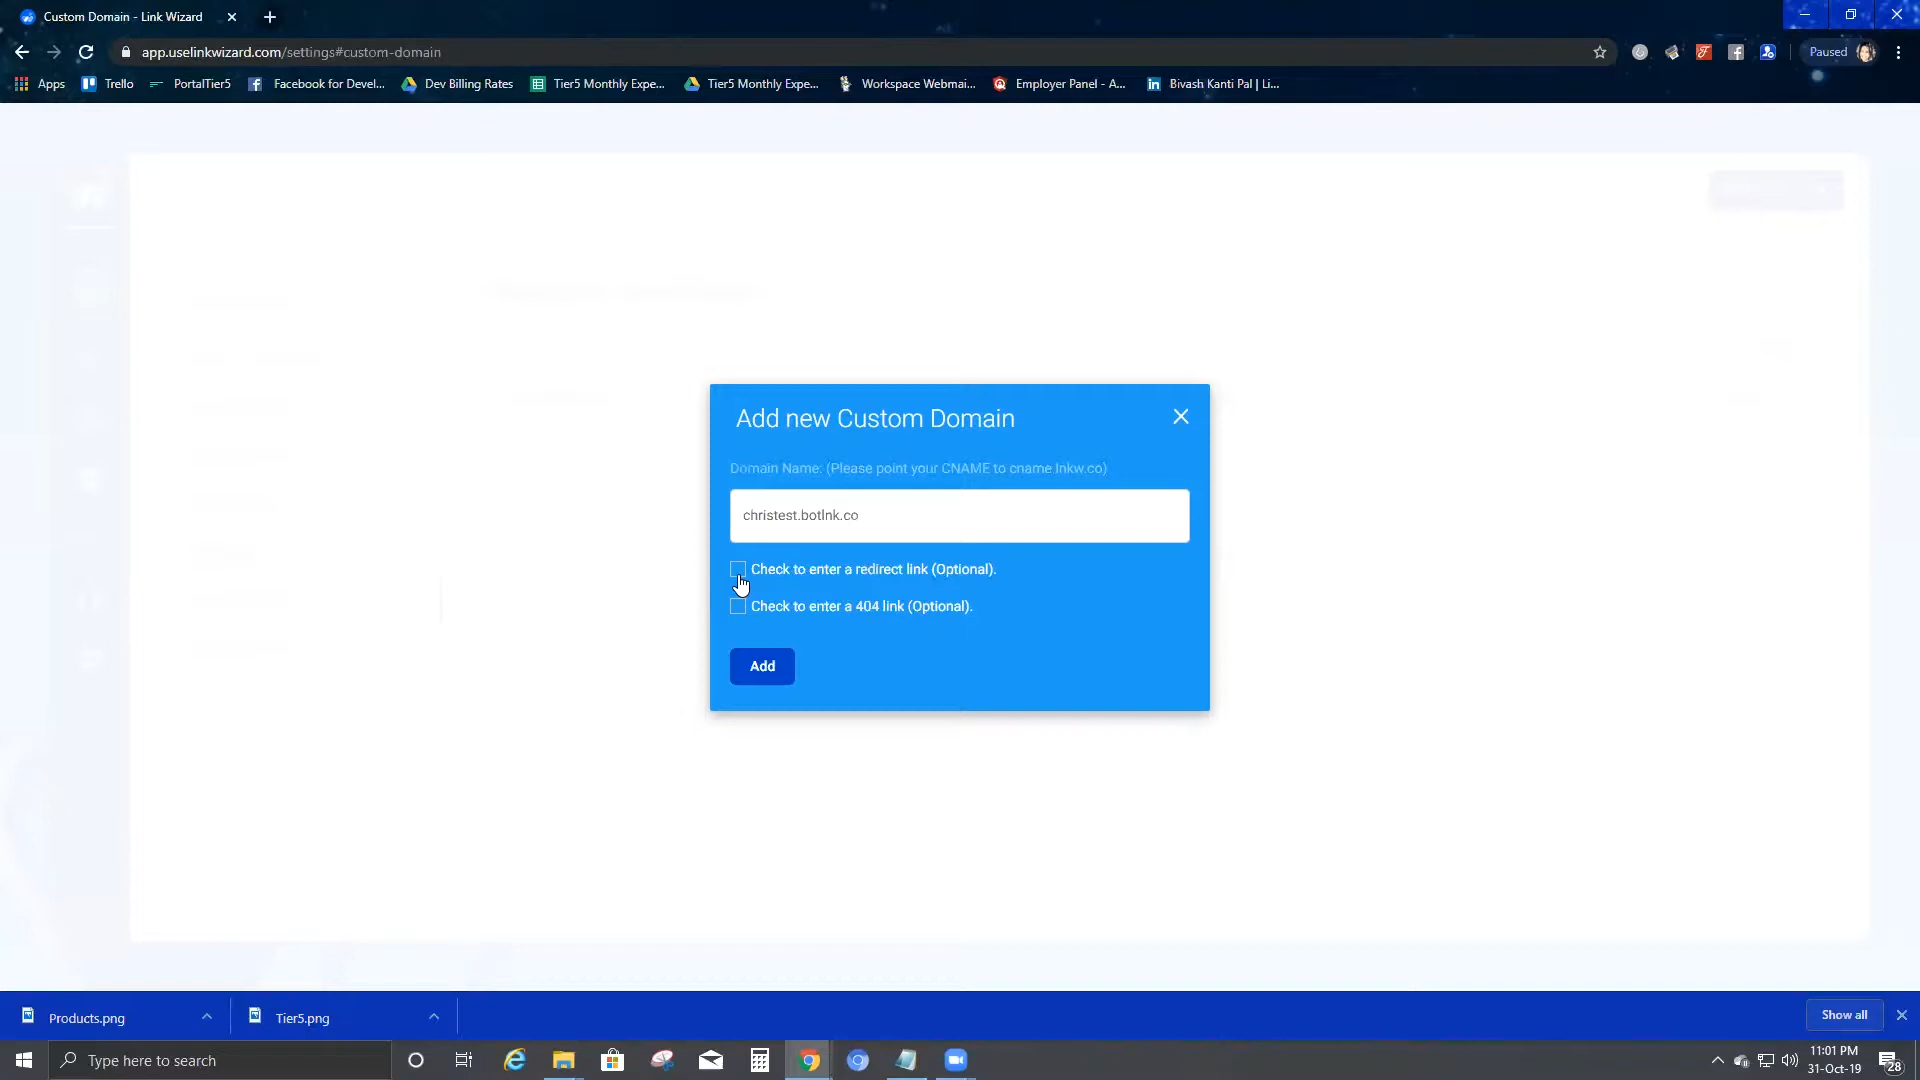 Custom Domain - Link Wizard
app.uselinkwizard.com/settings#custom-domain
Paused
Apps
Trello
PortalTier5
Facebook for Devel...
Dev Billing Rates
Tier5 Monthly Expe...
Tier5 Monthly Expe...
Workspace Webmai...
Employer Panel - A...
Bivash Kanti Pal | Li...
Add new Custom Domain
Domain Name: (Please point your CNAME to cname.lnkw.co)
christest.botlnk.co
Check to enter a redirect link (Optional).
Check to enter a 404 link (Optional).
Add
Products.png
Tier5.png
Show all
Type here to search
11:01 PM
31-Oct-19
28